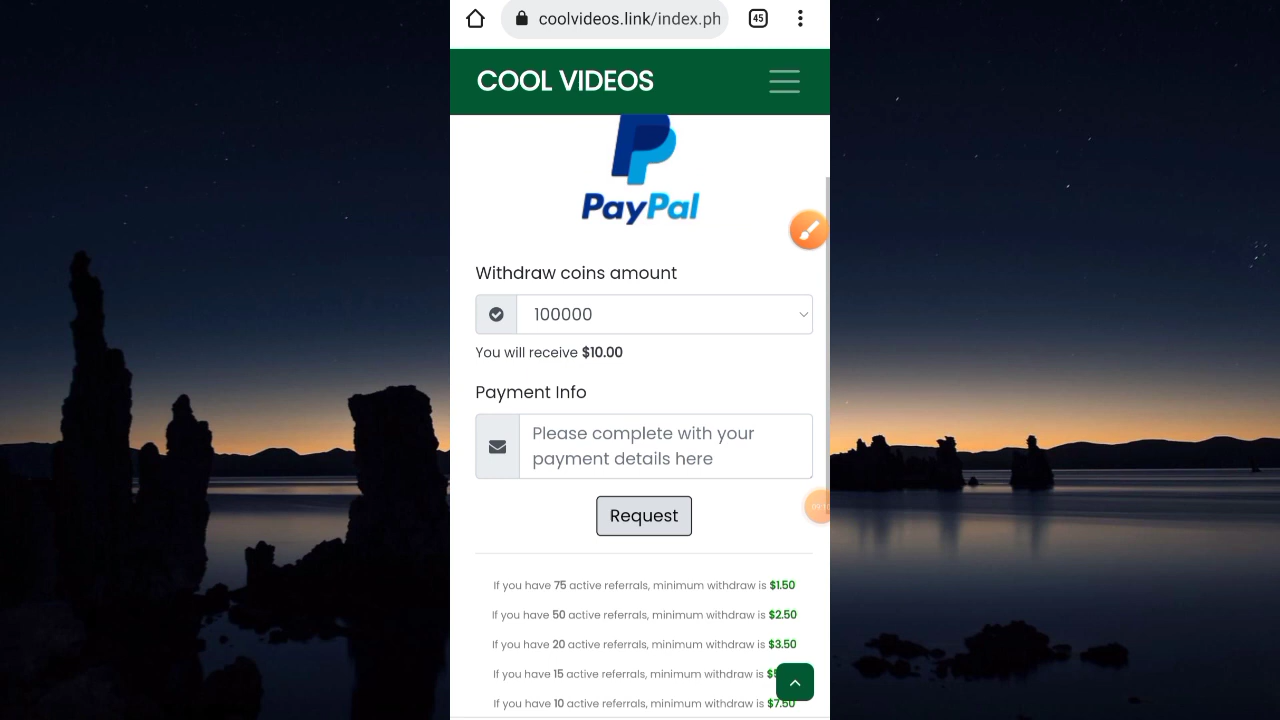 coolvideos.link/index.ph
45
COOL VIDEOS
PayPal
Withdraw coins amount
100000
You will receive $10.00
Payment Info
Please complete with your
payment details here
Request
If you have 75 active referrals, minimum withdraw is $1.50
If you have 50 active referrals, minimum withdraw is $2.50
If you have 20 active referrals, minimum withdraw is $3.50
If you have 15 active referrals, minimum withdraw is
If you have 10 active referrals, minimum withdraw is $7.50